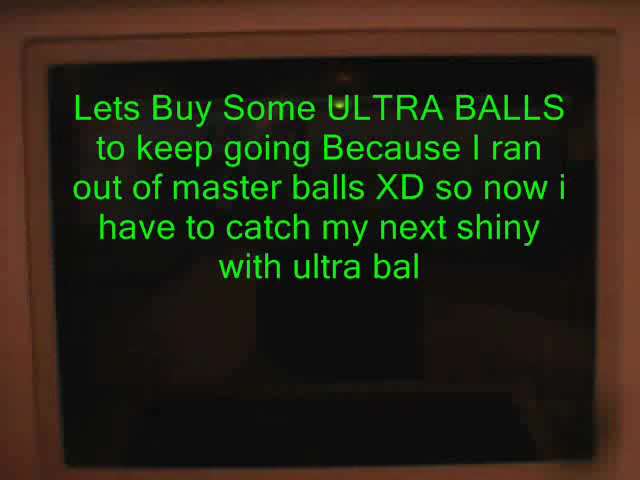 Lets Buy Some ULTRA BALLS
to keep going Because I ran
out of master balls XD so now i
have to catch my next shiny
with ultra bal